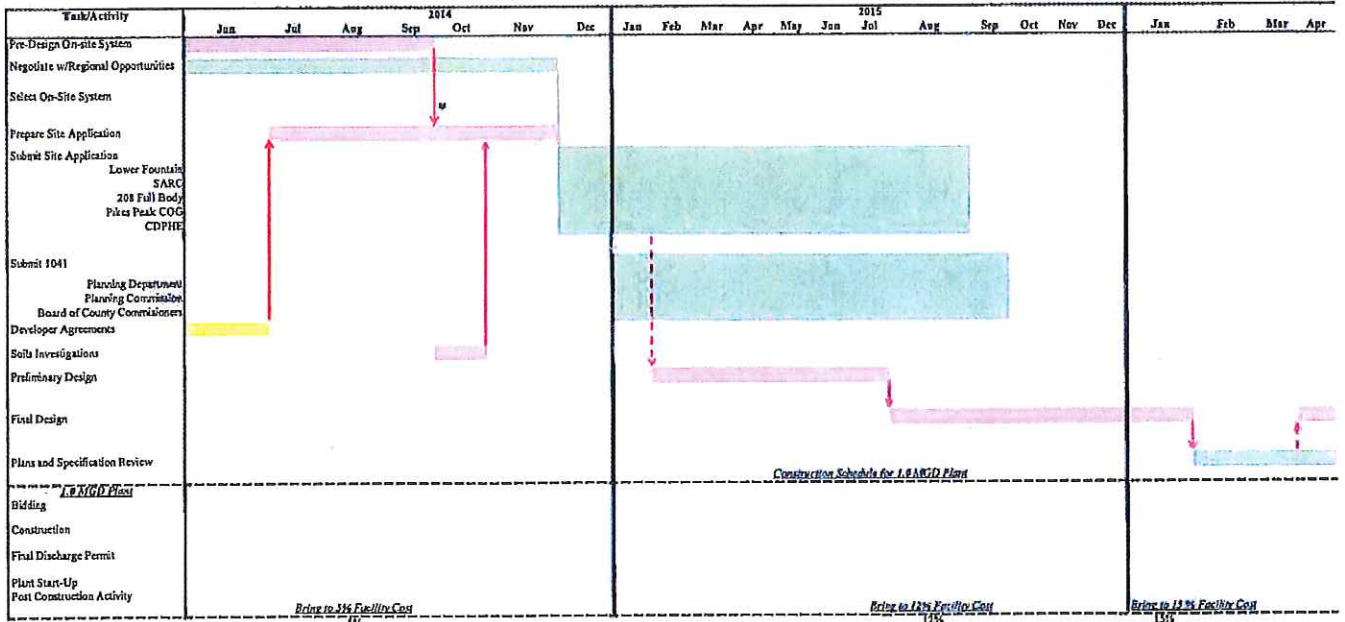 Task/Activity
2014
2015
Jun Jul Aug Sep Oct Nov Dec Jan Feb Mar Apr May Jun Jul Aug Sep Oct Nov Dec Jan Feb Mar Apr
Pre-Design On-site System
Negotiate w/Regional Opportunities
Select On-Site System
Prepare Site Application
Submit Site Application
Lower Fountain
SARC
208 Full Body
Pikes Peak COG
CDPHE
Submit 1041
Planning Department
Planning Commission
Board of County Commisioners
Developer Agreements
Soils Investigations
Preliminary Design
Final Design
Plans and Specification Review
Construction Schedule for 1.0 MGD Plant
1.0 MGD Plant
Bidding
Construction
Final Discharge Permit
Plant Start-Up
Post Construction Activity
Bring to 5% Facility Cost
Bring to 12% Facility Cost
Bring to 15 % Facility Cost
12%
15%